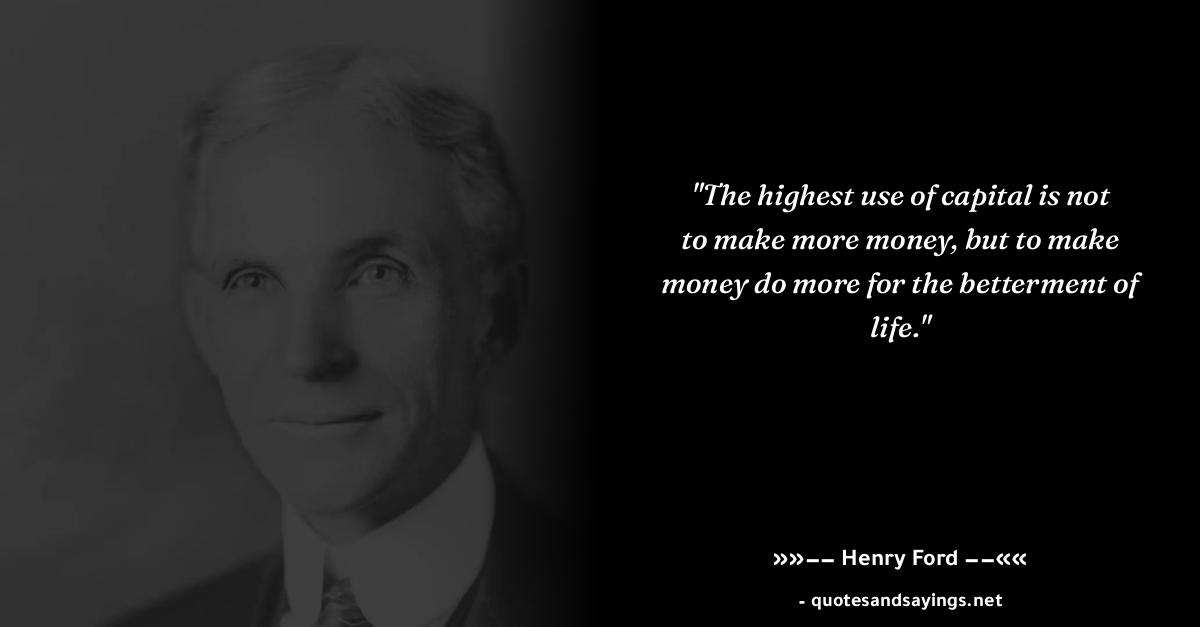 "The highest use of capital is not
to make more money, but to make
money do more for the betterment of
life."
»»−− Henry Ford −−««
- quotesandsayings.net